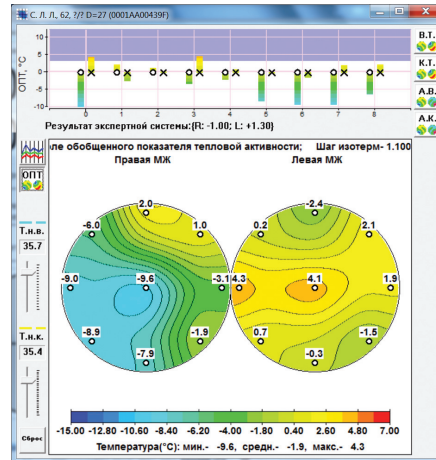 С. Л. Л., 62, ?/? D=27 (0001AA00439F)
ОПТ, °C
10
5
0
-5
-10
0 1 2 3 4 5 6 7 8
В.Т.
К.Т.
А.В.
А.К.
Результат экспертной системы:(R: -1.00; L: +1.30)
ле обобщенного показателя тепловой активности; Шаг изотерм- 1.100
Правая МЖ Левая МЖ
ОПТ
Т.н.в.
35.7
Т.н.к.
35.4
Сброс
2.0 -2.4
-6.0 1.0 0.2 2.1
-9.0 -9.6 -3.1 4.3 4.1 1.9
-8.9 -1.9 0.7 -1.5
-7.9 -0.3
-15.00 -12.80 -10.60 -8.40 -6.20 -4.00 -1.80 0.40 2.60 4.80 7.00
Температура(°C): мин.- -9.6, средн.- -1.9, макс.- 4.3